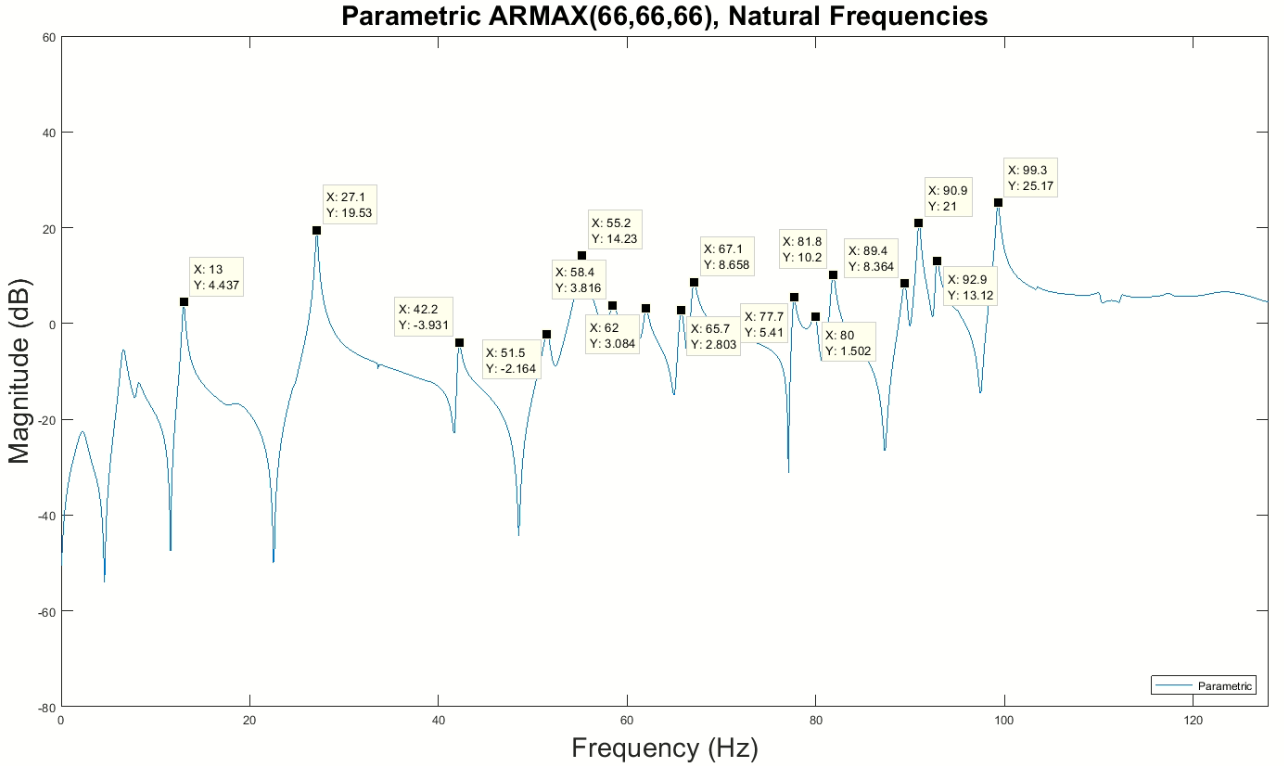 Parametric ARMAX(66,66,66), Natural Frequencies
Magnitude (dB)
60
40
20
0
-20
-40
-60
-80
X: 13
Y: 4.437
X: 27.1
Y: 19.53
X: 42.2
Y: -3.931
X: 51.5
Y: -2.164
X: 55.2
Y: 14.23
X: 58.4
Y: 3.816
X: 62
Y: 3.084
X: 65.7
Y: 2.803
X: 67.1
Y: 8.658
X: 77.7
Y: 5.41
X: 80
Y: 1.502
X: 81.8
Y: 10.2
X: 89.4
Y: 8.364
X: 90.9
Y: 21
X: 92.9
Y: 13.12
X: 99.3
Y: 25.17
Parametric
0
20
40
60
80
100
120
Frequency (Hz)